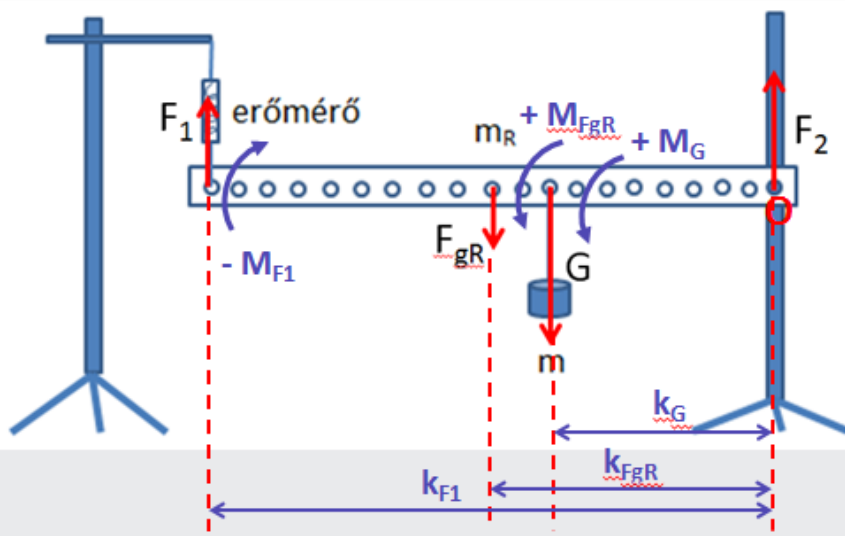 F1 erőmérő
mR + MFgR
+ MG
F2
O
FgR
G
- MF1
m
kG
kFgR
kF1